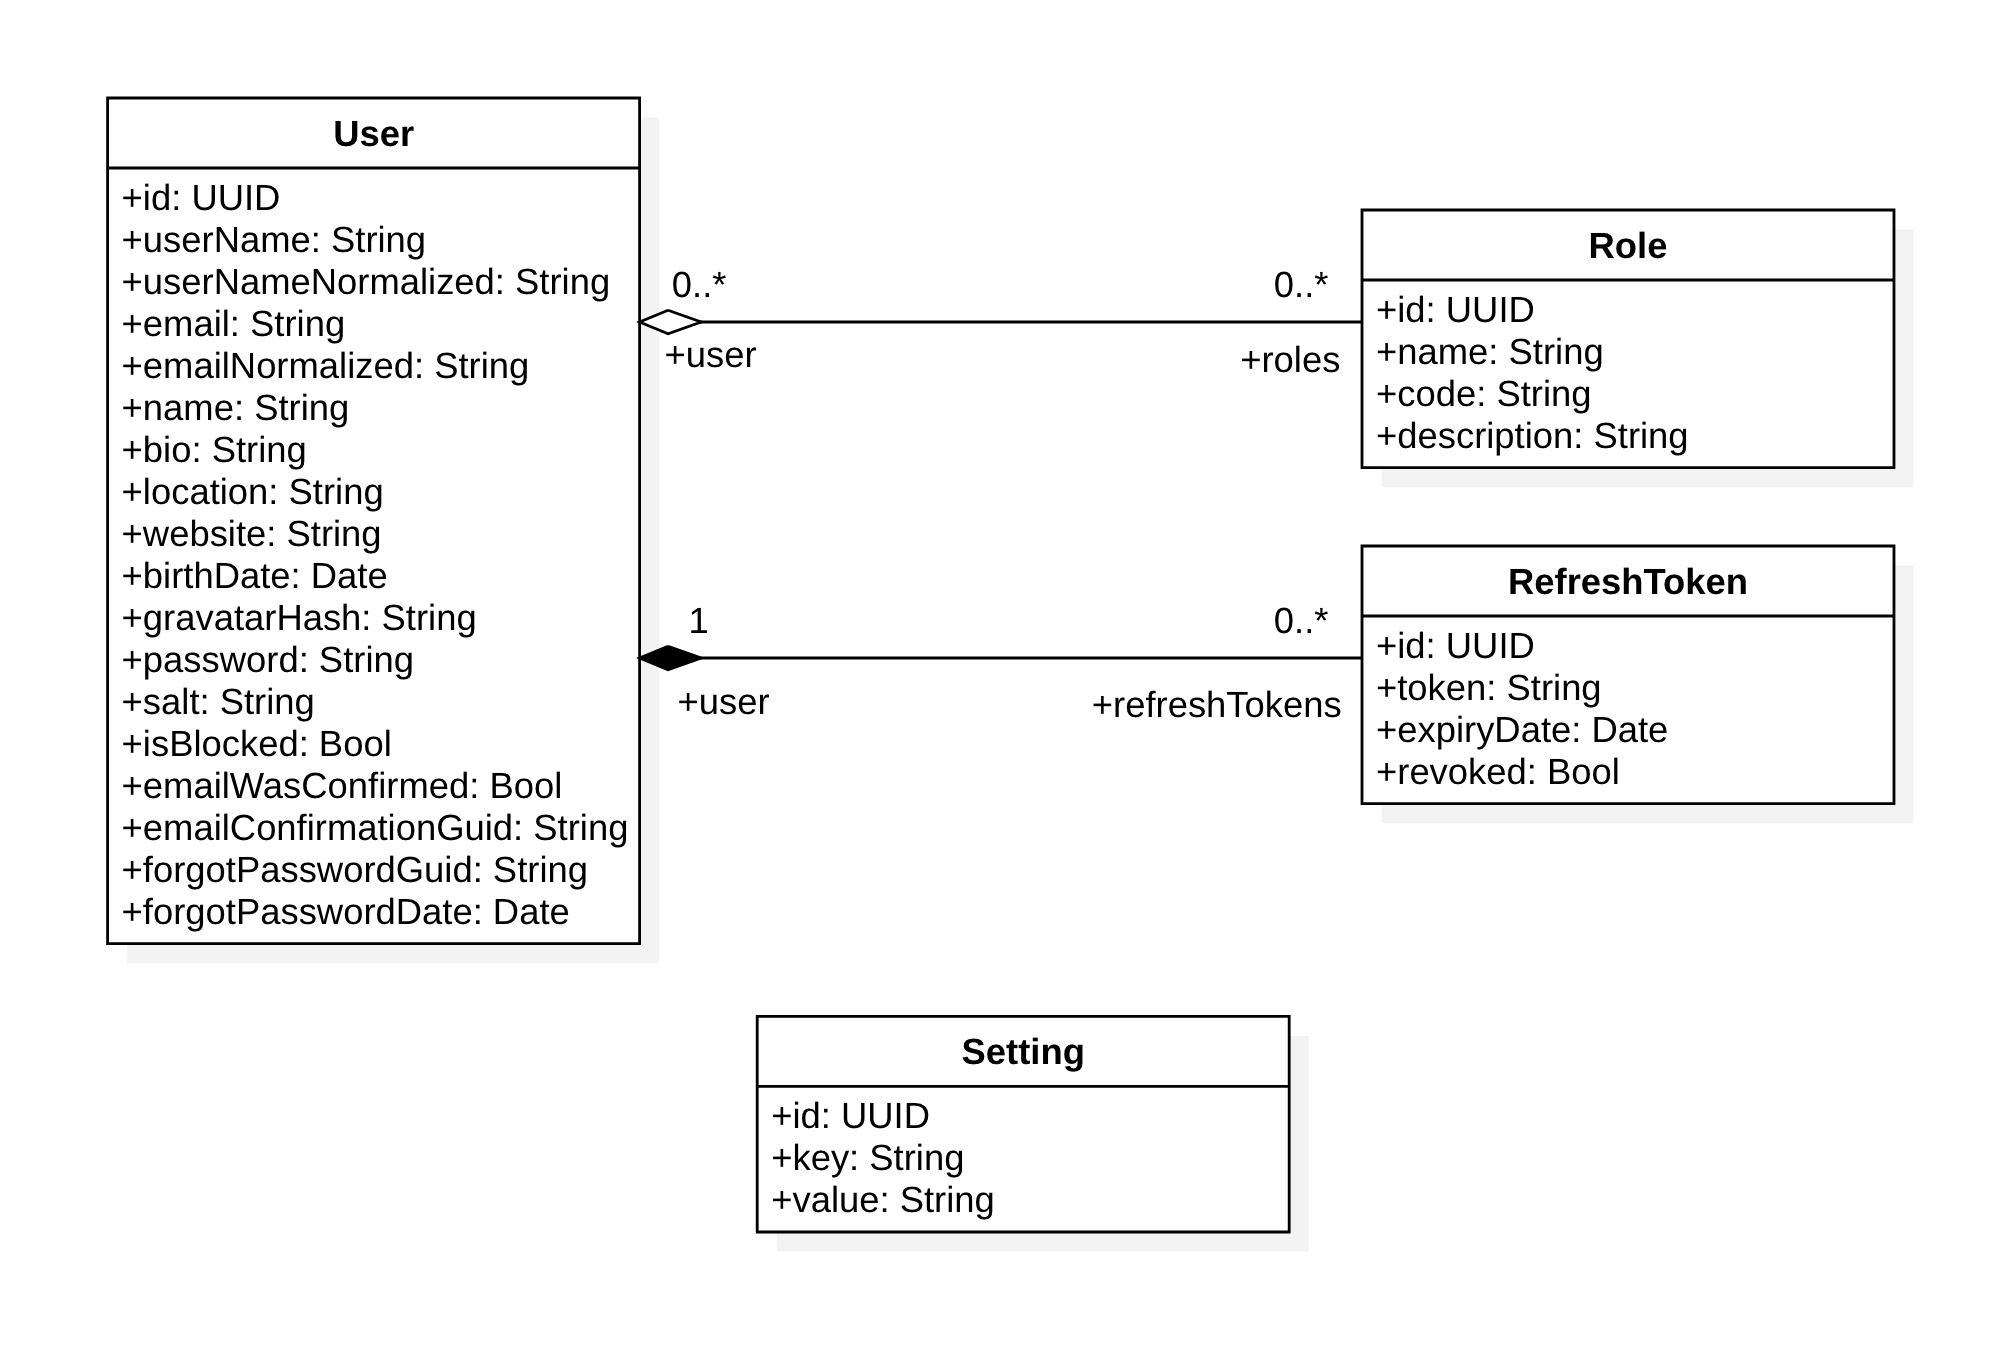 User
+id: UUID
+userName: String
+userNameNormalized: String
+email: String
+emailNormalized: String
+name: String
+bio: String
+location: String
+website: String
+birthDate: Date
+gravatarHash: String
+password: String
+salt: String
+isBlocked: Bool
+emailWasConfirmed: Bool
+emailConfirmationGuid: String
+forgotPasswordGuid: String
+forgotPasswordDate: Date
0..*
0..*
+user
+roles
Role
+id: UUID
+name: String
+code: String
+description: String
1
0..*
+user
+refreshTokens
RefreshToken
+id: UUID
+token: String
+expiryDate: Date
+revoked: Bool
Setting
+id: UUID
+key: String
+value: String